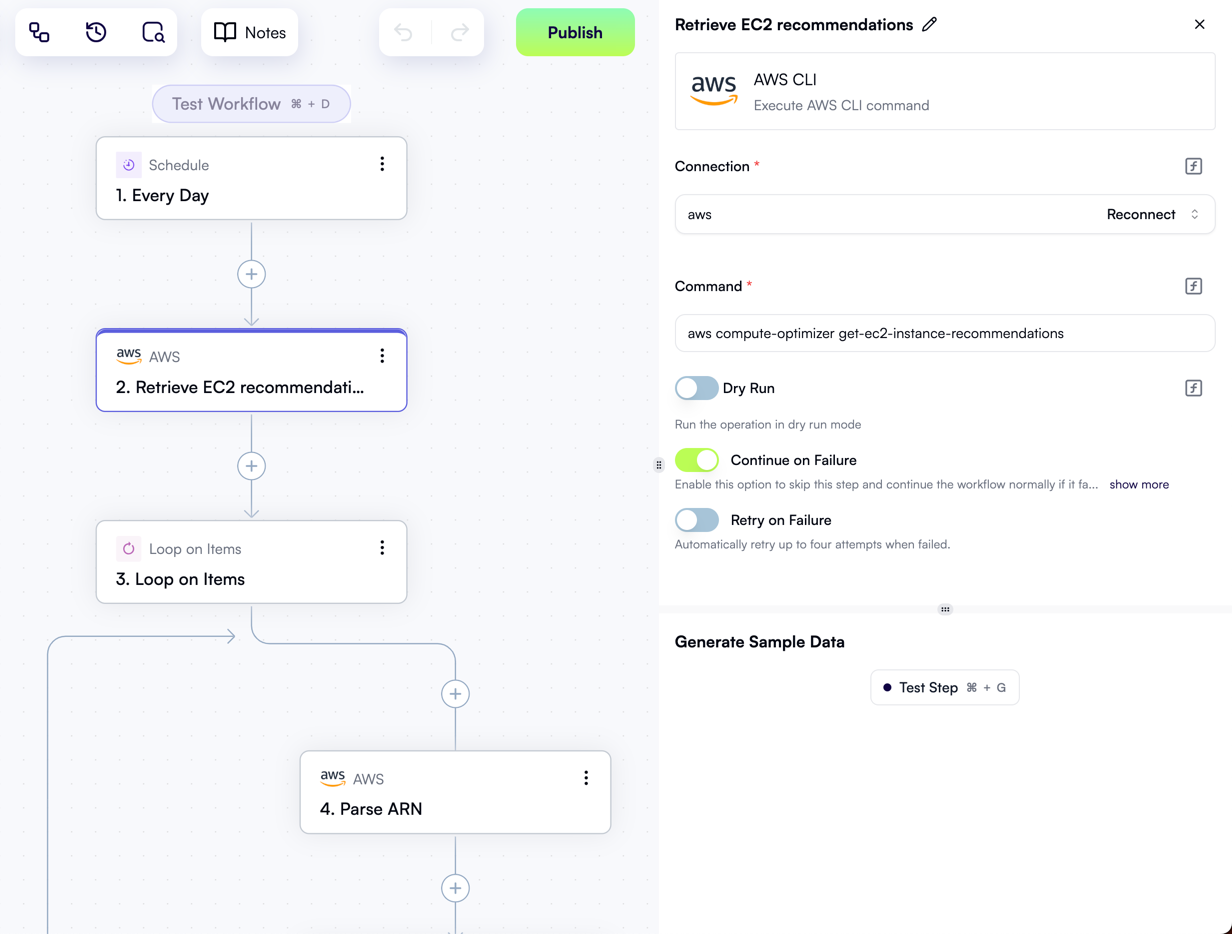 Notes
Publish
Test Workflow ⌘ + D
Schedule
1. Every Day
aws AWS
2. Retrieve EC2 recommendati...
Loop on Items
3. Loop on Items
aws AWS
4. Parse ARN
Retrieve EC2 recommendations
aws
AWS CLI
Execute AWS CLI command
Connection *
aws Reconnect
Command *
aws compute-optimizer get-ec2-instance-recommendations
Dry Run
Run the operation in dry run mode
Continue on Failure
Enable this option to skip this step and continue the workflow normally if it fa... show more
Retry on Failure
Automatically retry up to four attempts when failed.
Generate Sample Data
Test Step ⌘ + G